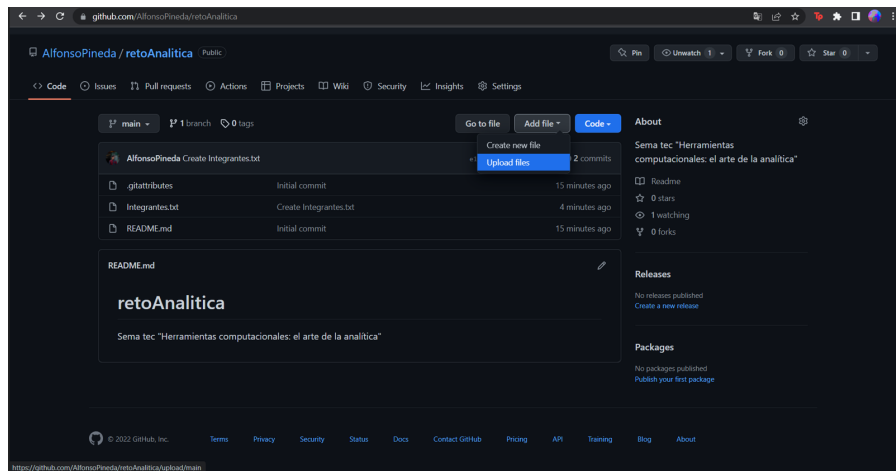 github.com/AlfonsoPineda/retoAnalitica
AlfonsoPineda / retoAnalitica Public
Pin Unwatch 1 Fork 0 Star 0
Code Issues Pull requests Actions Projects Wiki Security Insights Settings
main 1 branch 0 tags Go to file Add file Code
Create new file
Upload files
AlfonsoPineda Create Integrantes.txt 2 commits
.gitattributes Initial commit 15 minutes ago
Integrantes.txt Create Integrantes.txt 4 minutes ago
README.md Initial commit 15 minutes ago
README.md
retoAnalitica
Sema tec "Herramientas computacionales: el arte de la analítica"
About
Sema tec "Herramientas
computacionales: el arte de la analítica"
Readme
0 stars
1 watching
0 forks
Releases
No releases published
Create a new release
Packages
No packages published
Publish your first package
© 2022 GitHub, Inc. Terms Privacy Security Status Docs Contact GitHub Pricing API Training Blog About
https://github.com/AlfonsoPineda/retoAnalitica/upload/main